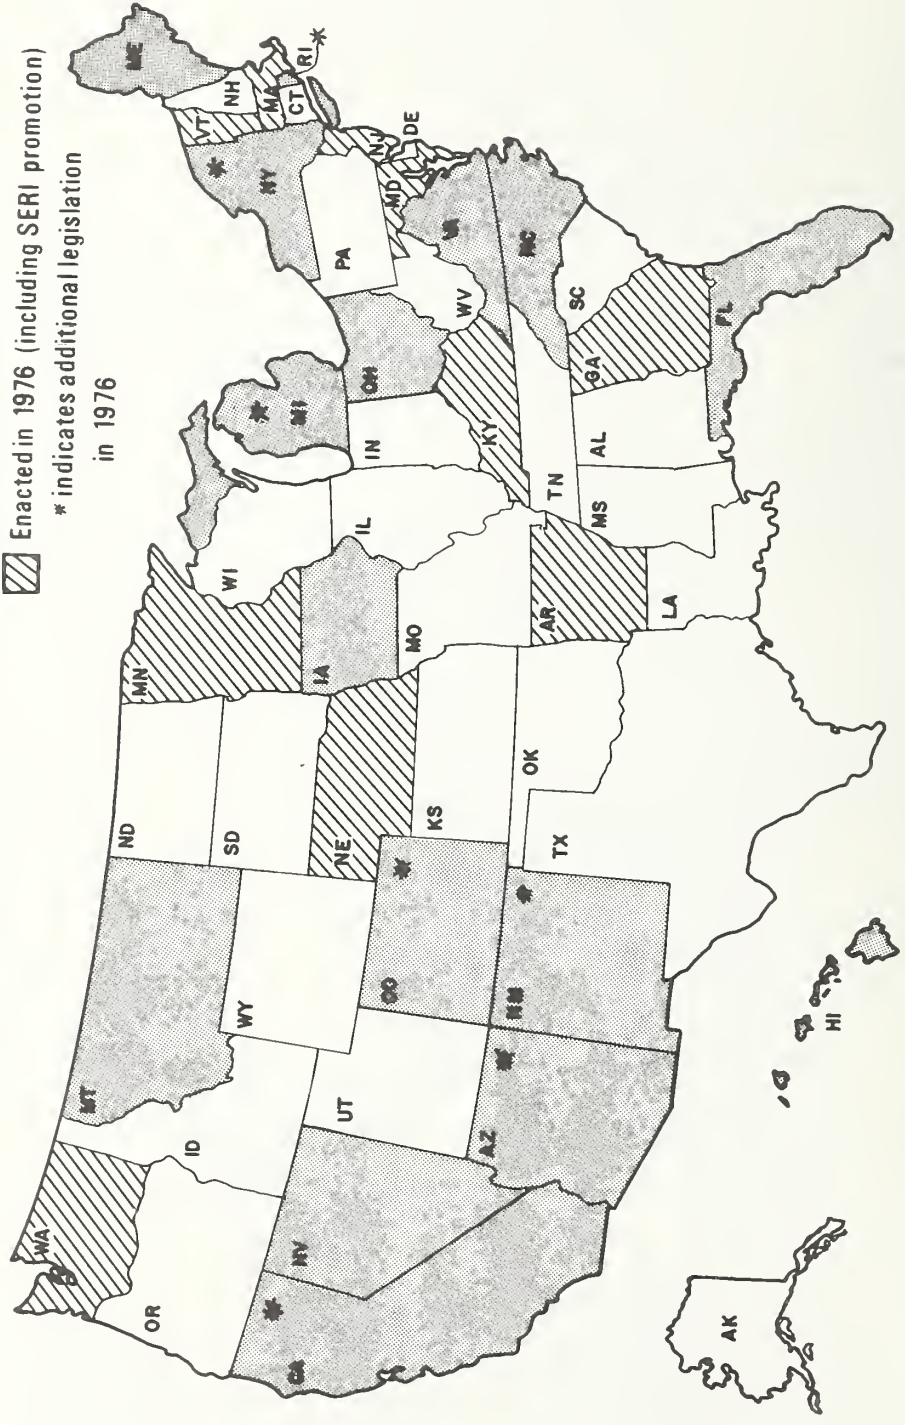 Enacted in 1976 (including SERI promotion)
* indicates additional legislation
in 1976
WA
OR
CA
*
NV
ID
MT
WY
UT
AZ
*
CO
*
NM
*
ND
SD
NE
KS
OK
TX
MN
IA
MO
AR
LA
WI
IL
MI
*
IN
OH
KY
TN
MS
AL
GA
FL
SC
NC
VA
WV
PA
NY
*
VT
NH
ME
MA
CT
RI *
NJ
DE
MD
AK
HI